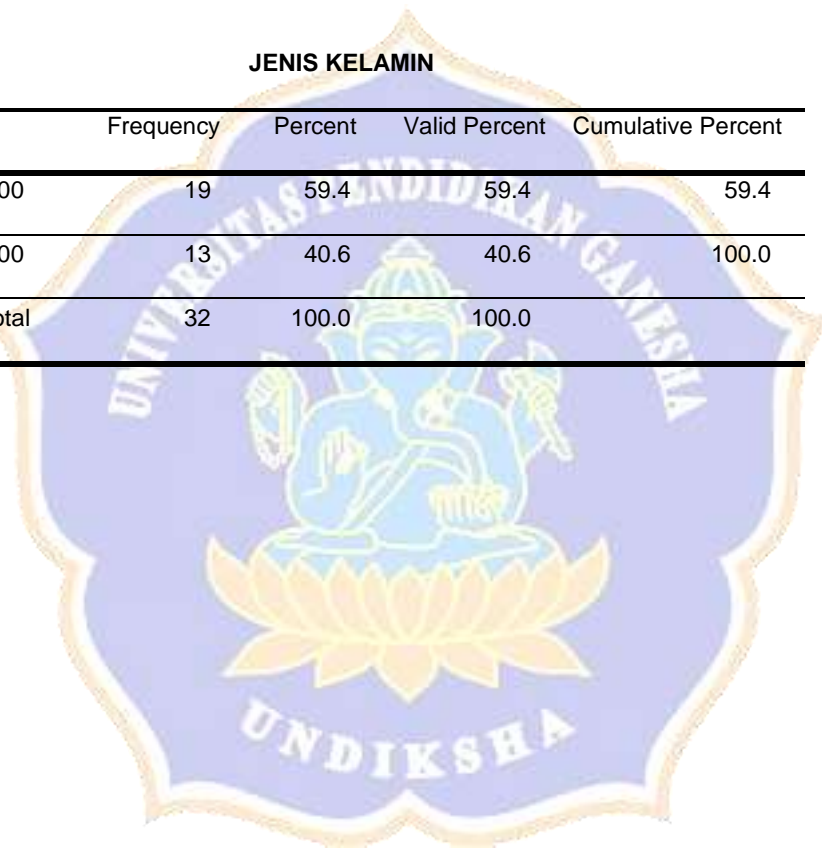 JENIS KELAMIN
Frequency Percent Valid Percent Cumulative Percent
00 19 59.4 59.4 59.4
00 13 40.6 40.6 100.0
otal 32 100.0 100.0
UNIVERSITAS PENDIDIKAN GANESHA
UNDIKSHA